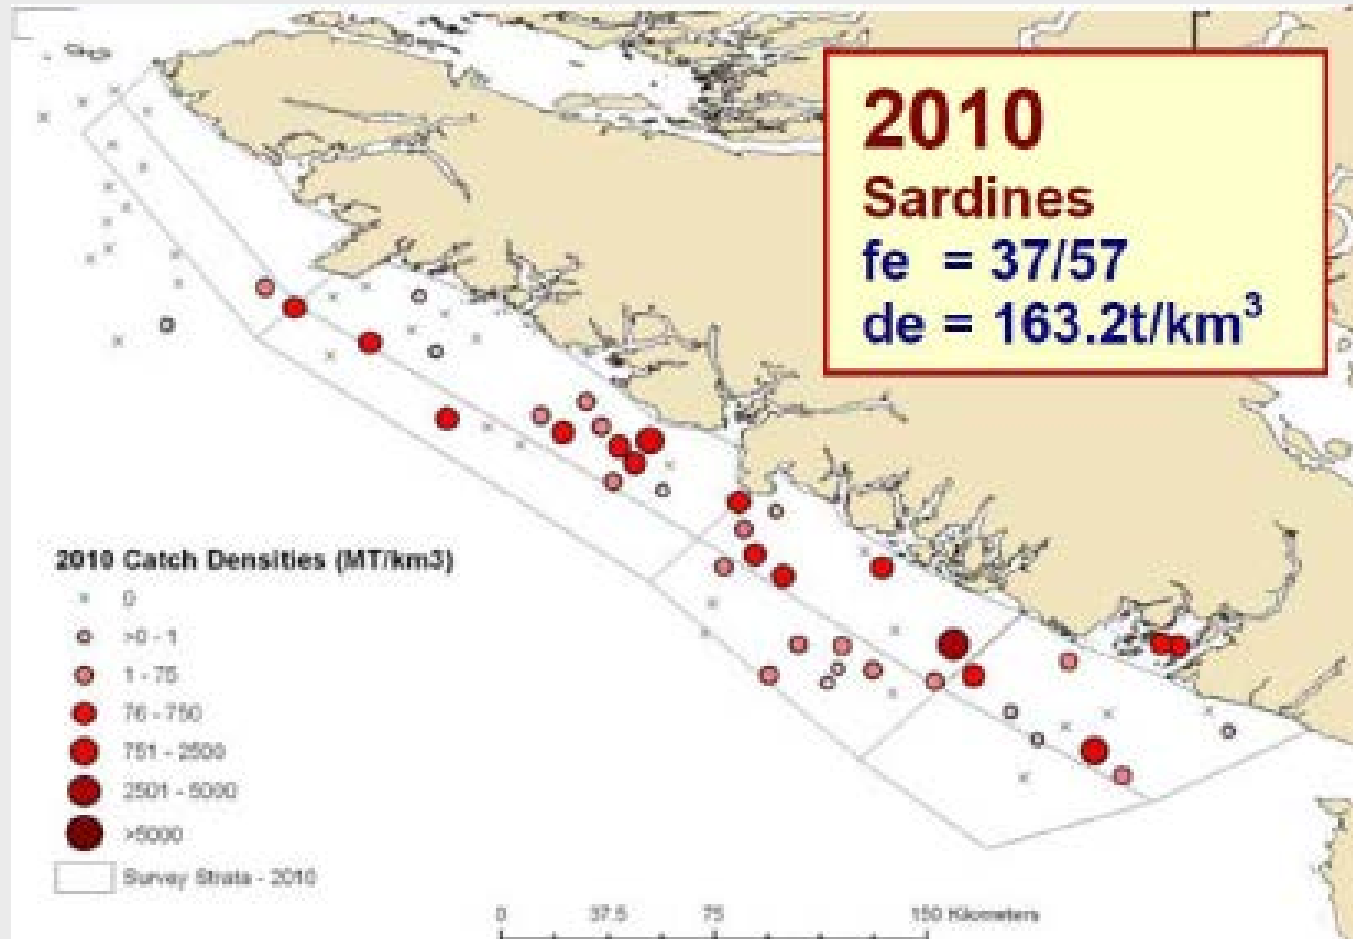 2010
Sardines
fe = 37/57
de = 163.2t/km³
2010 Catch Densities (MT/km3)
0
>0 - 1
1 - 75
76 - 750
751 - 2500
2501 - 5000
>5000
Survey Strata - 2010
0 37.5 75 150 Kilometers